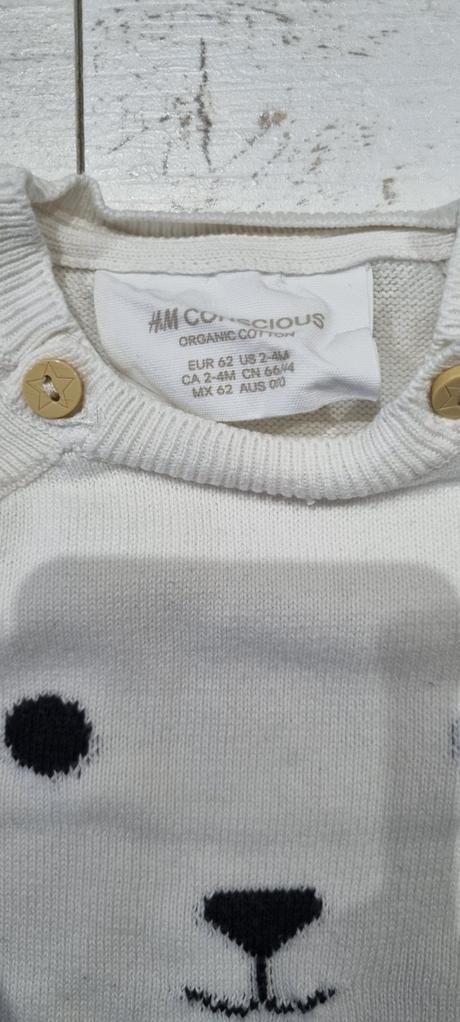 H&M CONSCIOUS
ORGANIC COTTON
EUR 62 US 2-4M
CA 2-4M CN 66/44
MX 62 AUS 0/0